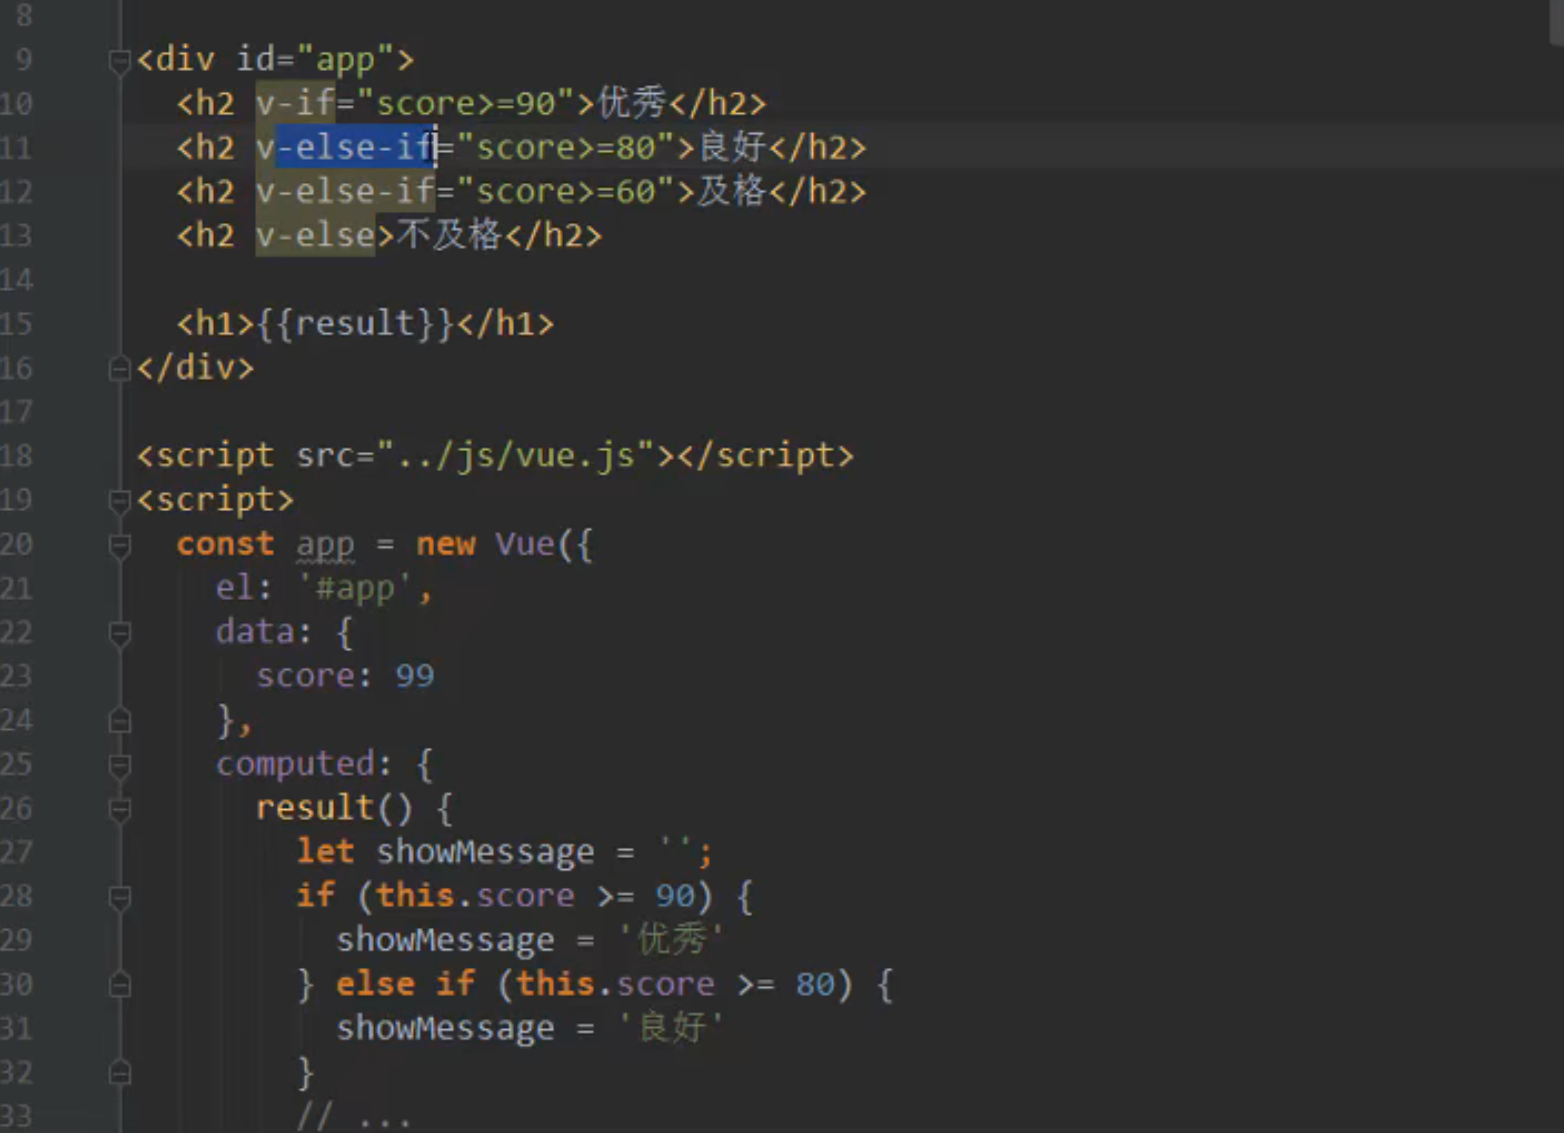 8
9 <div id="app">
10 <h2 v-if="score>=90">优秀</h2>
11 <h2 v-else-if="score>=80">良好</h2>
12 <h2 v-else-if="score>=60">及格</h2>
13 <h2 v-else>不及格</h2>
14
15 <h1>{{result}}</h1>
16 </div>
17
18 <script src="../js/vue.js"></script>
19 <script>
20 const app = new Vue({
21 el: '#app',
22 data: {
23 score: 99
24 },
25 computed: {
26 result() {
27 let showMessage = '';
28 if (this.score >= 90) {
29 showMessage = '优秀'
30 } else if (this.score >= 80) {
31 showMessage = '良好'
32 }
33 // ...